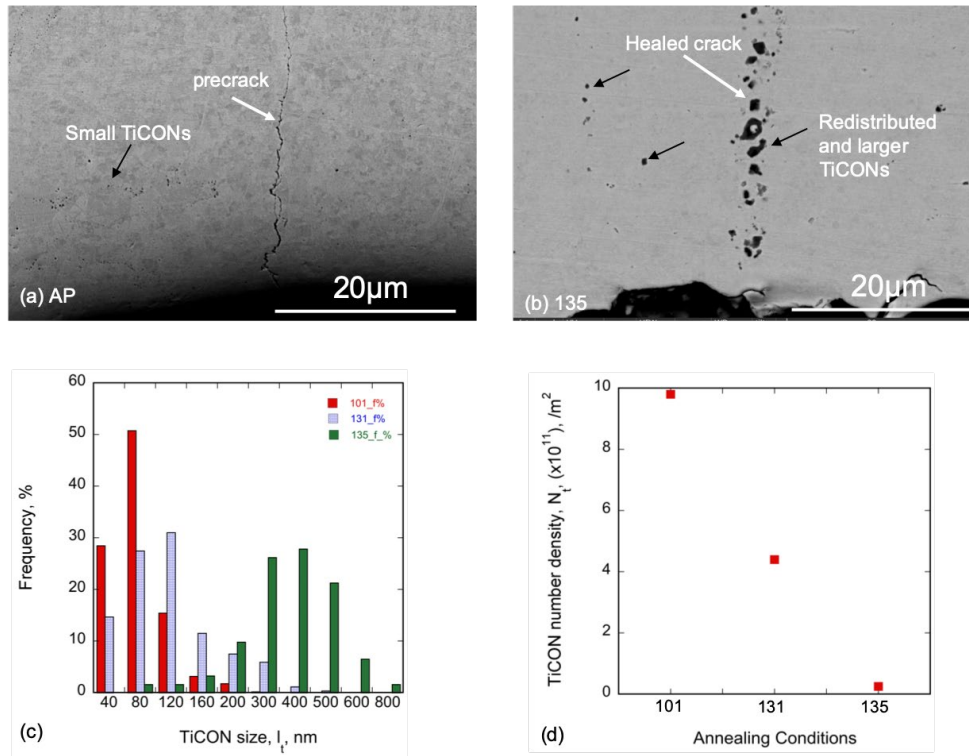 precrack
Small TiCONs
20µm
(a) AP
Healed crack
Redistributed
and larger
TiCONs
20µm
(b) 135
60
50
40
30
20
10
0
Frequency, %
101_f%
131_f%
135_f_%
40 80 120 160 200 300 400 500 600 800
TiCON size, l_t, nm
(c)
10
8
6
4
2
0
TiCON number density, N_t, (x10^11), /m^2
101 131 135
Annealing Conditions
(d)